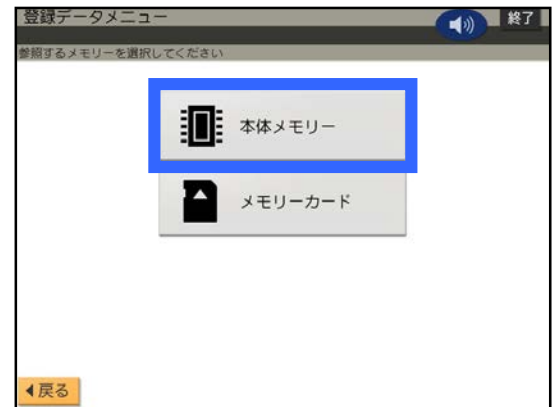 登録データメニュー
終了
参照するメモリーを選択してください
本体メモリー
メモリーカード
戻る